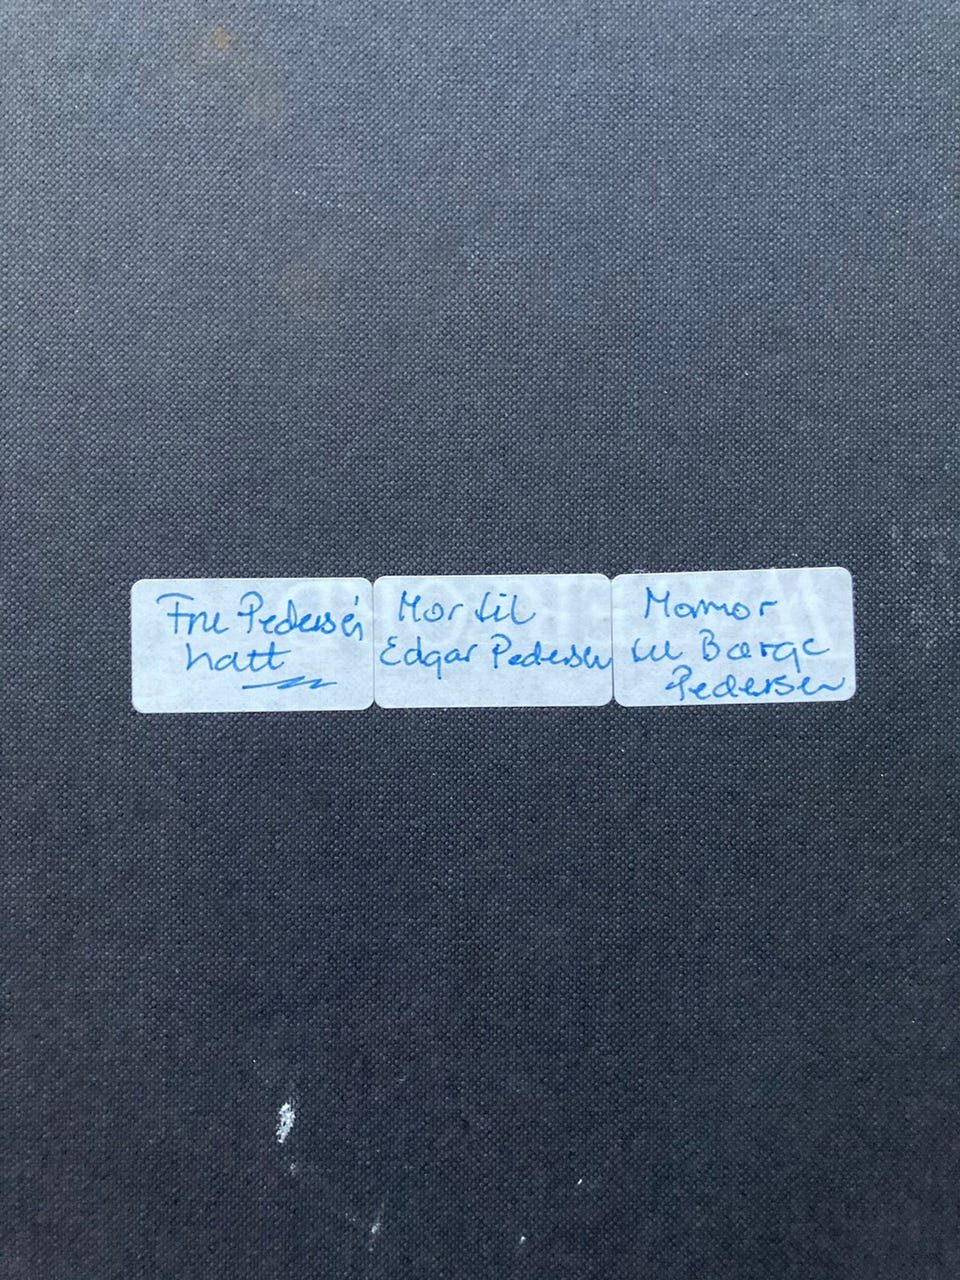 Fru Pedersen
hatt
Mor til
Edgar Pedersen
Mormor
til Børge
Pedersen